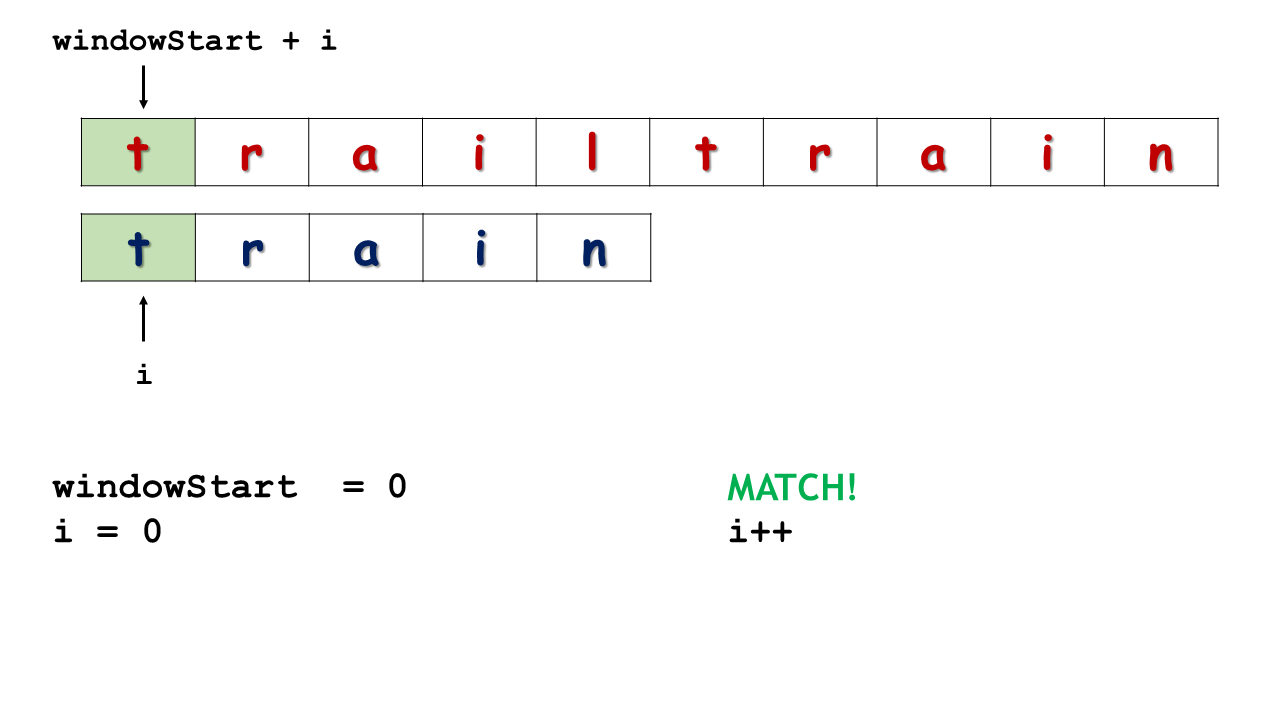 windowStart + i
t r a i l t r a i n
t r a i n
i
windowStart = 0
i = 0
MATCH!
i++